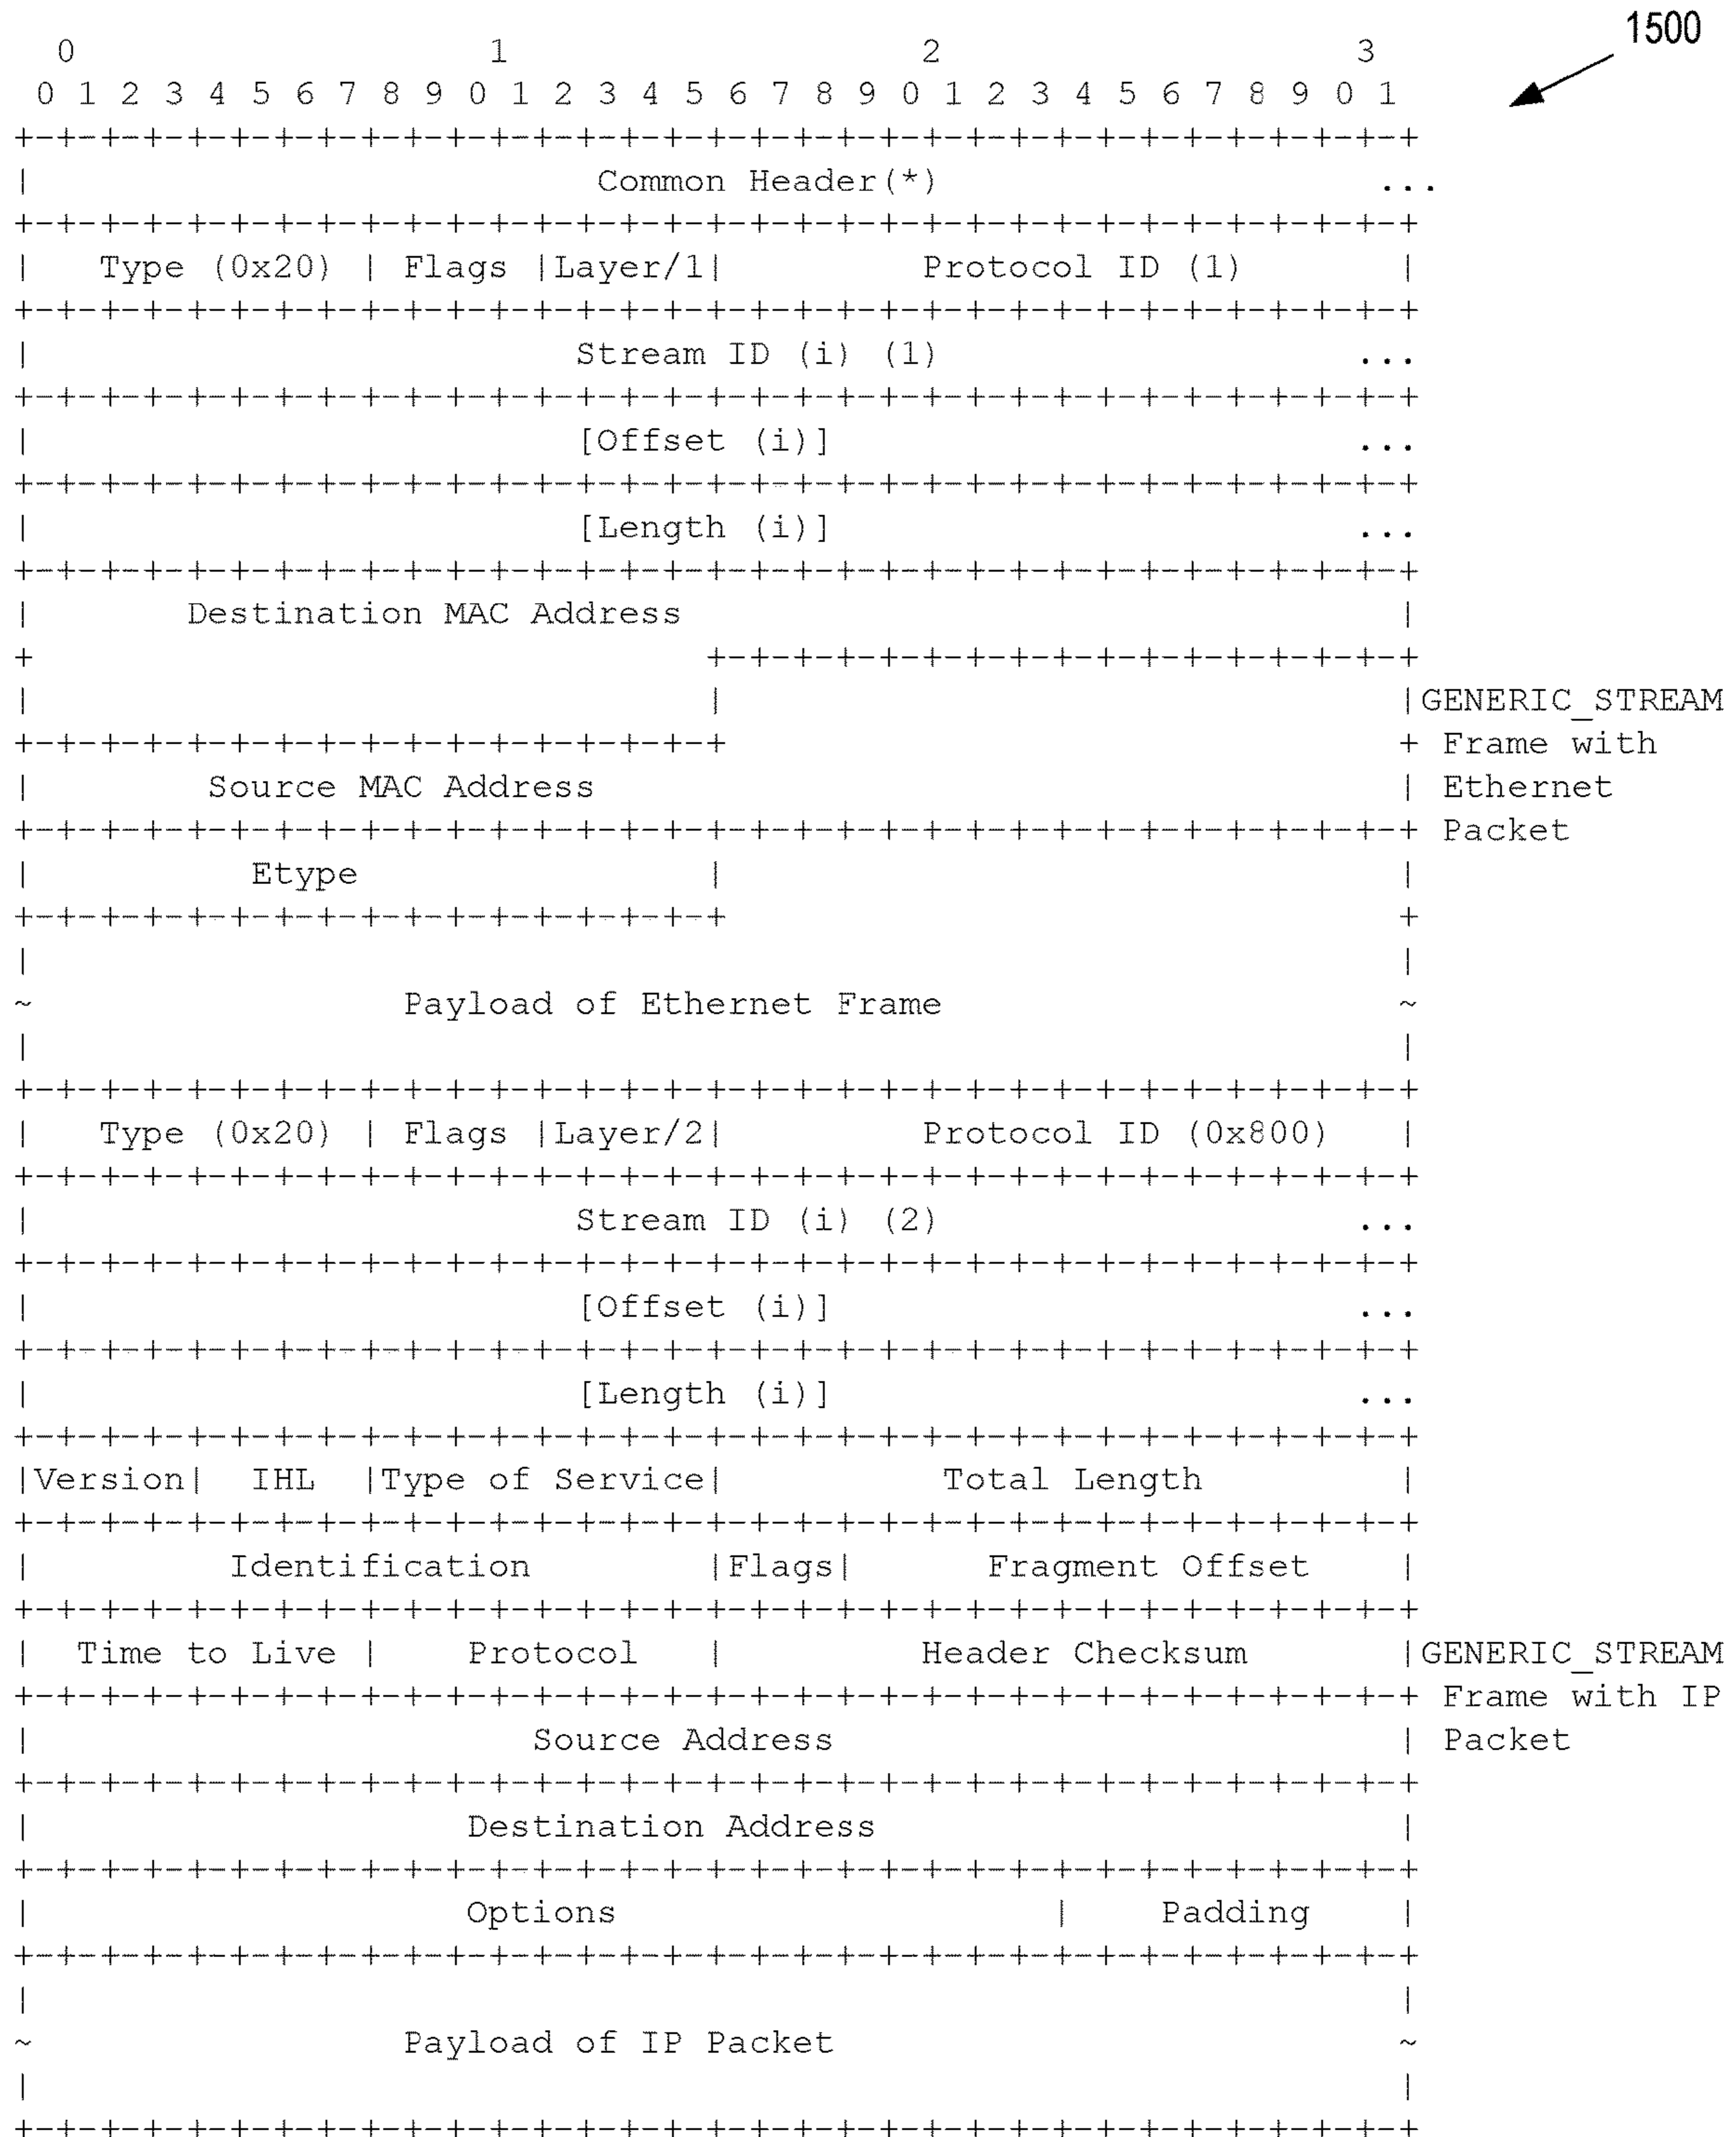 1500
0                   1                   2                   3
0 1 2 3 4 5 6 7 8 9 0 1 2 3 4 5 6 7 8 9 0 1 2 3 4 5 6 7 8 9 0 1
+-+-+-+-+-+-+-+-+-+-+-+-+-+-+-+-+-+-+-+-+-+-+-+-+-+-+-+-+-+-+-+-+
|                          Common Header(*)                     ...
+-+-+-+-+-+-+-+-+-+-+-+-+-+-+-+-+-+-+-+-+-+-+-+-+-+-+-+-+-+-+-+-+
|   Type (0x20) | Flags |Layer/1|         Protocol ID (1)       |
+-+-+-+-+-+-+-+-+-+-+-+-+-+-+-+-+-+-+-+-+-+-+-+-+-+-+-+-+-+-+-+-+
|                         Stream ID (i) (1)                   ...
+-+-+-+-+-+-+-+-+-+-+-+-+-+-+-+-+-+-+-+-+-+-+-+-+-+-+-+-+-+-+-+-+
|                         [Offset (i)]                        ...
+-+-+-+-+-+-+-+-+-+-+-+-+-+-+-+-+-+-+-+-+-+-+-+-+-+-+-+-+-+-+-+-+
|                         [Length (i)]                        ...
+-+-+-+-+-+-+-+-+-+-+-+-+-+-+-+-+-+-+-+-+-+-+-+-+-+-+-+-+-+-+-+-+
|       Destination MAC Address                                 |
+                               +-+-+-+-+-+-+-+-+-+-+-+-+-+-+-+-+
|                               |                               |GENERIC_STREAM
+-+-+-+-+-+-+-+-+-+-+-+-+-+-+-+-+                               + Frame with
|        Source MAC Address                                     | Ethernet
+-+-+-+-+-+-+-+-+-+-+-+-+-+-+-+-+-+-+-+-+-+-+-+-+-+-+-+-+-+-+-+-+ Packet
|          Etype                |                               |
+-+-+-+-+-+-+-+-+-+-+-+-+-+-+-+-+                               +
|                                                               |
~                 Payload of Ethernet Frame                     ~
|                                                               |
+-+-+-+-+-+-+-+-+-+-+-+-+-+-+-+-+-+-+-+-+-+-+-+-+-+-+-+-+-+-+-+-+
|   Type (0x20) | Flags |Layer/2|         Protocol ID (0x800)   |
+-+-+-+-+-+-+-+-+-+-+-+-+-+-+-+-+-+-+-+-+-+-+-+-+-+-+-+-+-+-+-+-+
|                         Stream ID (i) (2)                   ...
+-+-+-+-+-+-+-+-+-+-+-+-+-+-+-+-+-+-+-+-+-+-+-+-+-+-+-+-+-+-+-+-+
|                         [Offset (i)]                        ...
+-+-+-+-+-+-+-+-+-+-+-+-+-+-+-+-+-+-+-+-+-+-+-+-+-+-+-+-+-+-+-+-+
|                         [Length (i)]                        ...
+-+-+-+-+-+-+-+-+-+-+-+-+-+-+-+-+-+-+-+-+-+-+-+-+-+-+-+-+-+-+-+-+
|Version|  IHL  |Type of Service|          Total Length         |
+-+-+-+-+-+-+-+-+-+-+-+-+-+-+-+-+-+-+-+-+-+-+-+-+-+-+-+-+-+-+-+-+
|         Identification        |Flags|      Fragment Offset    |
+-+-+-+-+-+-+-+-+-+-+-+-+-+-+-+-+-+-+-+-+-+-+-+-+-+-+-+-+-+-+-+-+
|  Time to Live |    Protocol   |         Header Checksum       |GENERIC_STREAM
+-+-+-+-+-+-+-+-+-+-+-+-+-+-+-+-+-+-+-+-+-+-+-+-+-+-+-+-+-+-+-+-+ Frame with IP
|                       Source Address                          | Packet
+-+-+-+-+-+-+-+-+-+-+-+-+-+-+-+-+-+-+-+-+-+-+-+-+-+-+-+-+-+-+-+-+
|                    Destination Address                        |
+-+-+-+-+-+-+-+-+-+-+-+-+-+-+-+-+-+-+-+-+-+-+-+-+-+-+-+-+-+-+-+-+
|                    Options                    |    Padding    |
+-+-+-+-+-+-+-+-+-+-+-+-+-+-+-+-+-+-+-+-+-+-+-+-+-+-+-+-+-+-+-+-+
|                                                               |
~                 Payload of IP Packet                          ~
|                                                               |
+-+-+-+-+-+-+-+-+-+-+-+-+-+-+-+-+-+-+-+-+-+-+-+-+-+-+-+-+-+-+-+-+